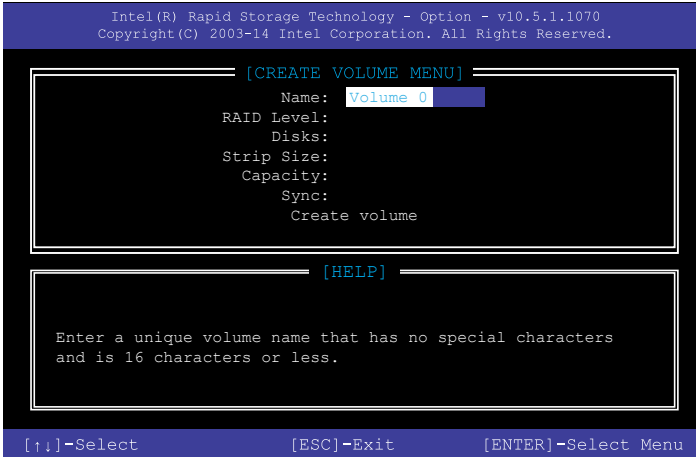 Intel(R) Rapid Storage Technology - Option - v10.5.1.1070
Copyright(C) 2003-14 Intel Corporation. All Rights Reserved.
[CREATE VOLUME MENU]
Name: Volume 0
RAID Level:
Disks:
Strip Size:
Capacity:
Sync:
Create volume
[HELP]
Enter a unique volume name that has no special characters
and is 16 characters or less.
[↑↓]-Select [ESC]-Exit [ENTER]-Select Menu